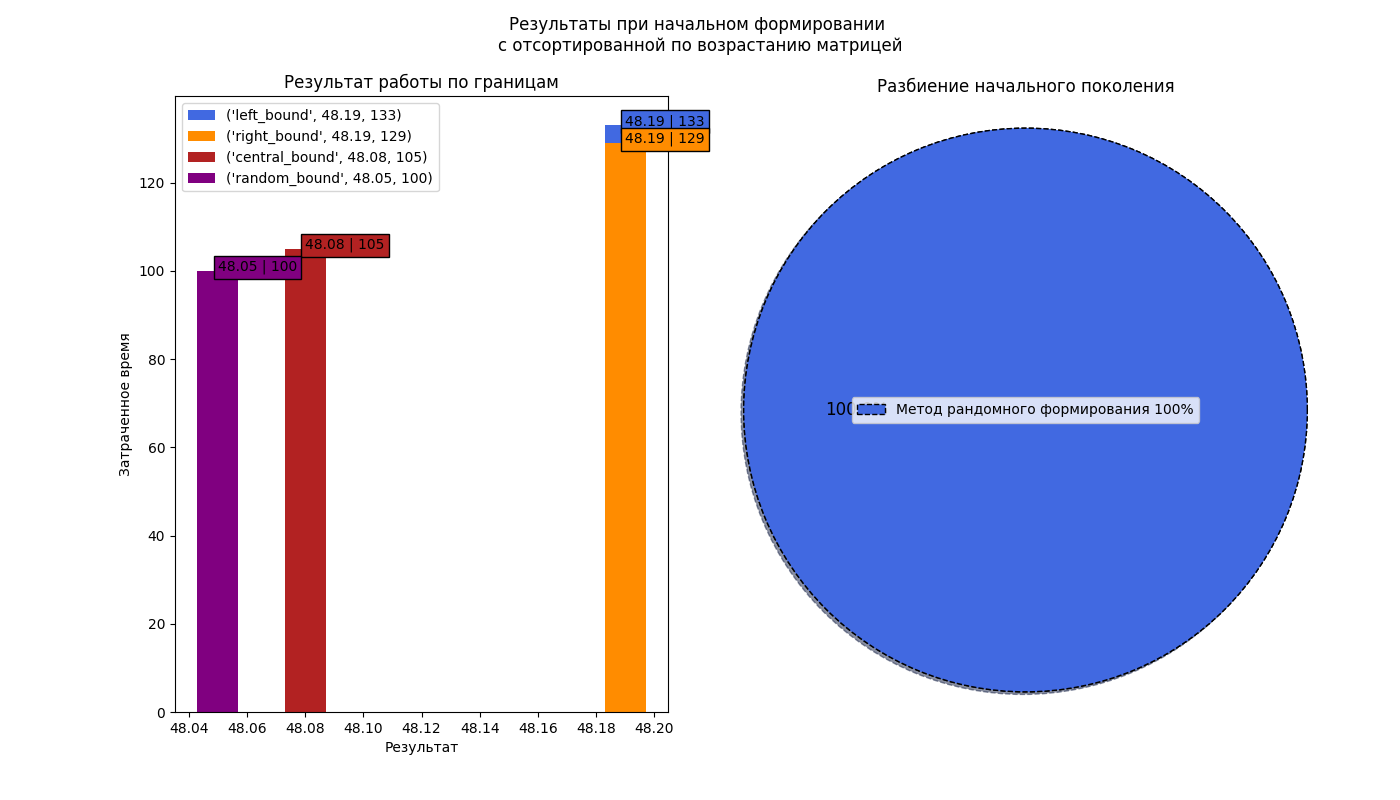 Результаты при начальном формировании
с отсортированной по возрастанию матрицей
Результат работы по границам
('left_bound', 48.19, 133)
('right_bound', 48.19, 129)
('central_bound', 48.08, 105)
('random_bound', 48.05, 100)
48.19 | 133
48.19 | 129
48.08 | 105
48.05 | 100
120
100
80
60
40
20
0
Затраченное время
48.04 48.06 48.08 48.10 48.12 48.14 48.16 48.18 48.20
Результат
Разбиение начального поколения
100
Метод рандомного формирования 100%